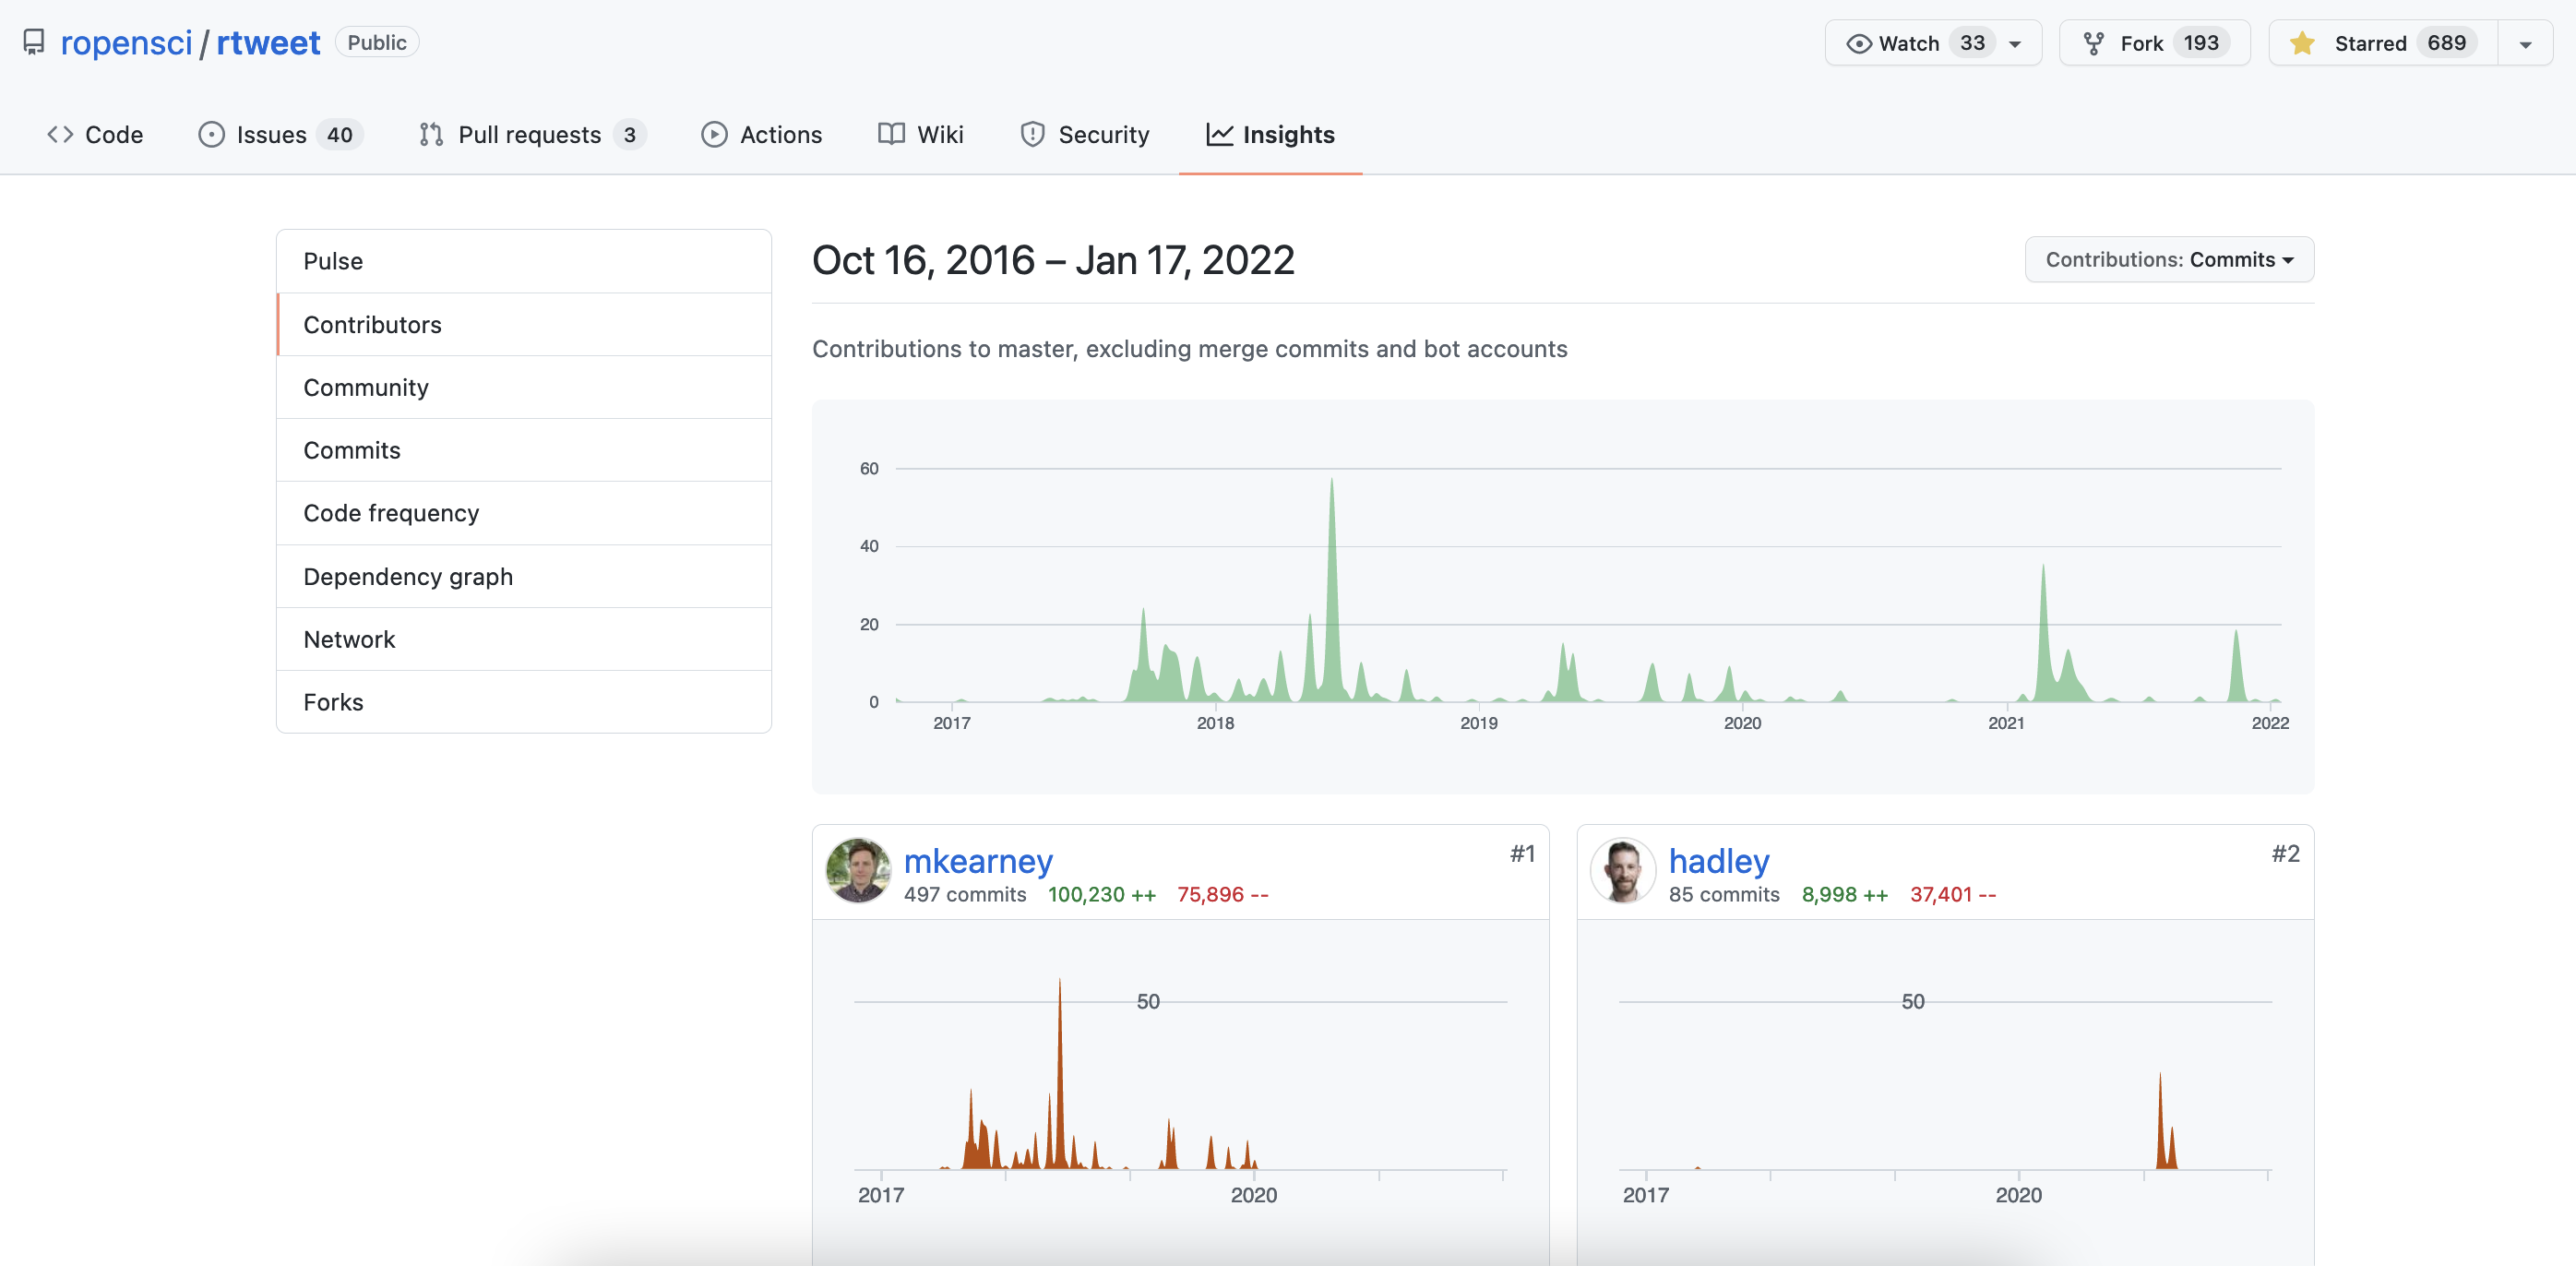 ropensci / rtweet Public
Watch 33 Fork 193 Starred 689
Code Issues 40 Pull requests 3 Actions Wiki Security Insights
Pulse
Contributors
Community
Commits
Code frequency
Dependency graph
Network
Forks
Oct 16, 2016 – Jan 17, 2022
Contributions: Commits
Contributions to master, excluding merge commits and bot accounts
60
40
20
0
2017 2018 2019 2020 2021 2022
mkearney #1
497 commits 100,230 ++ 75,896 --
50
2017 2020
hadley #2
85 commits 8,998 ++ 37,401 --
50
2017 2020